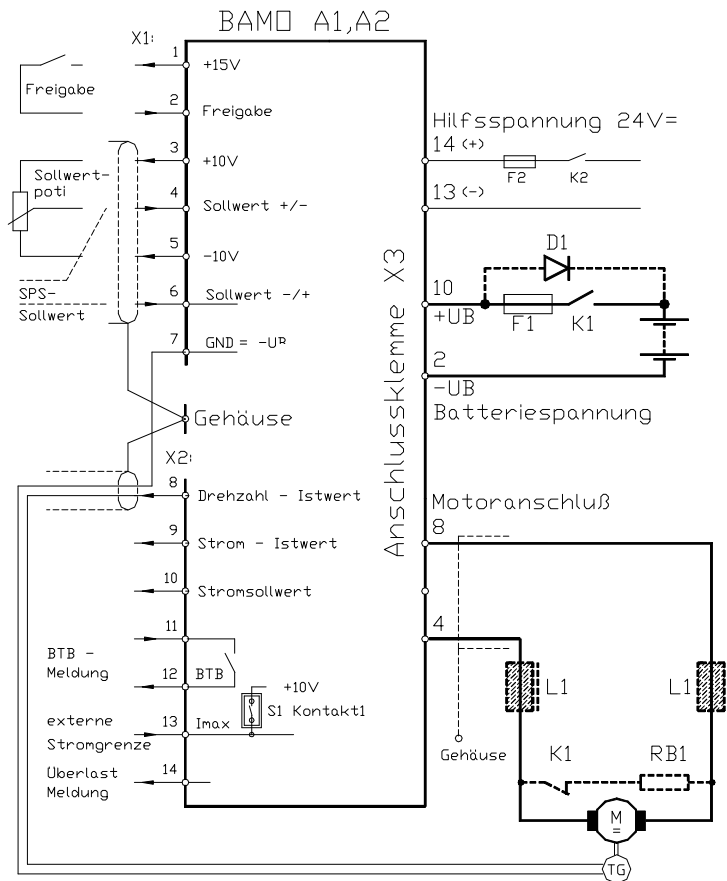 BAMO A1,A2
X1:
1
+15V
Freigabe
2
Freigabe
Hilfsspannung 24V=
14 (+)
F2
K2
3
+10V
Sollwert-
poti
4
Sollwert +/-
13 (-)
5
-10V
D1
SPS-
Sollwert
6
Sollwert -/+
10
+UB
F1
K1
7
GND = -UB
2
-UB
Batteriespannung
Gehäuse
Anschlussklemme X3
X2:
8
Drehzahl - Istwert
Motoranschluß
8
9
Strom - Istwert
10
Stromsollwert
11
4
BTB -
Meldung
12
BTB
L1
L1
+10V
S1 Kontakt1
externe
Stromgrenze
13
Imax
Gehäuse
K1
RB1
Überlast
Meldung
14
M
=
TG